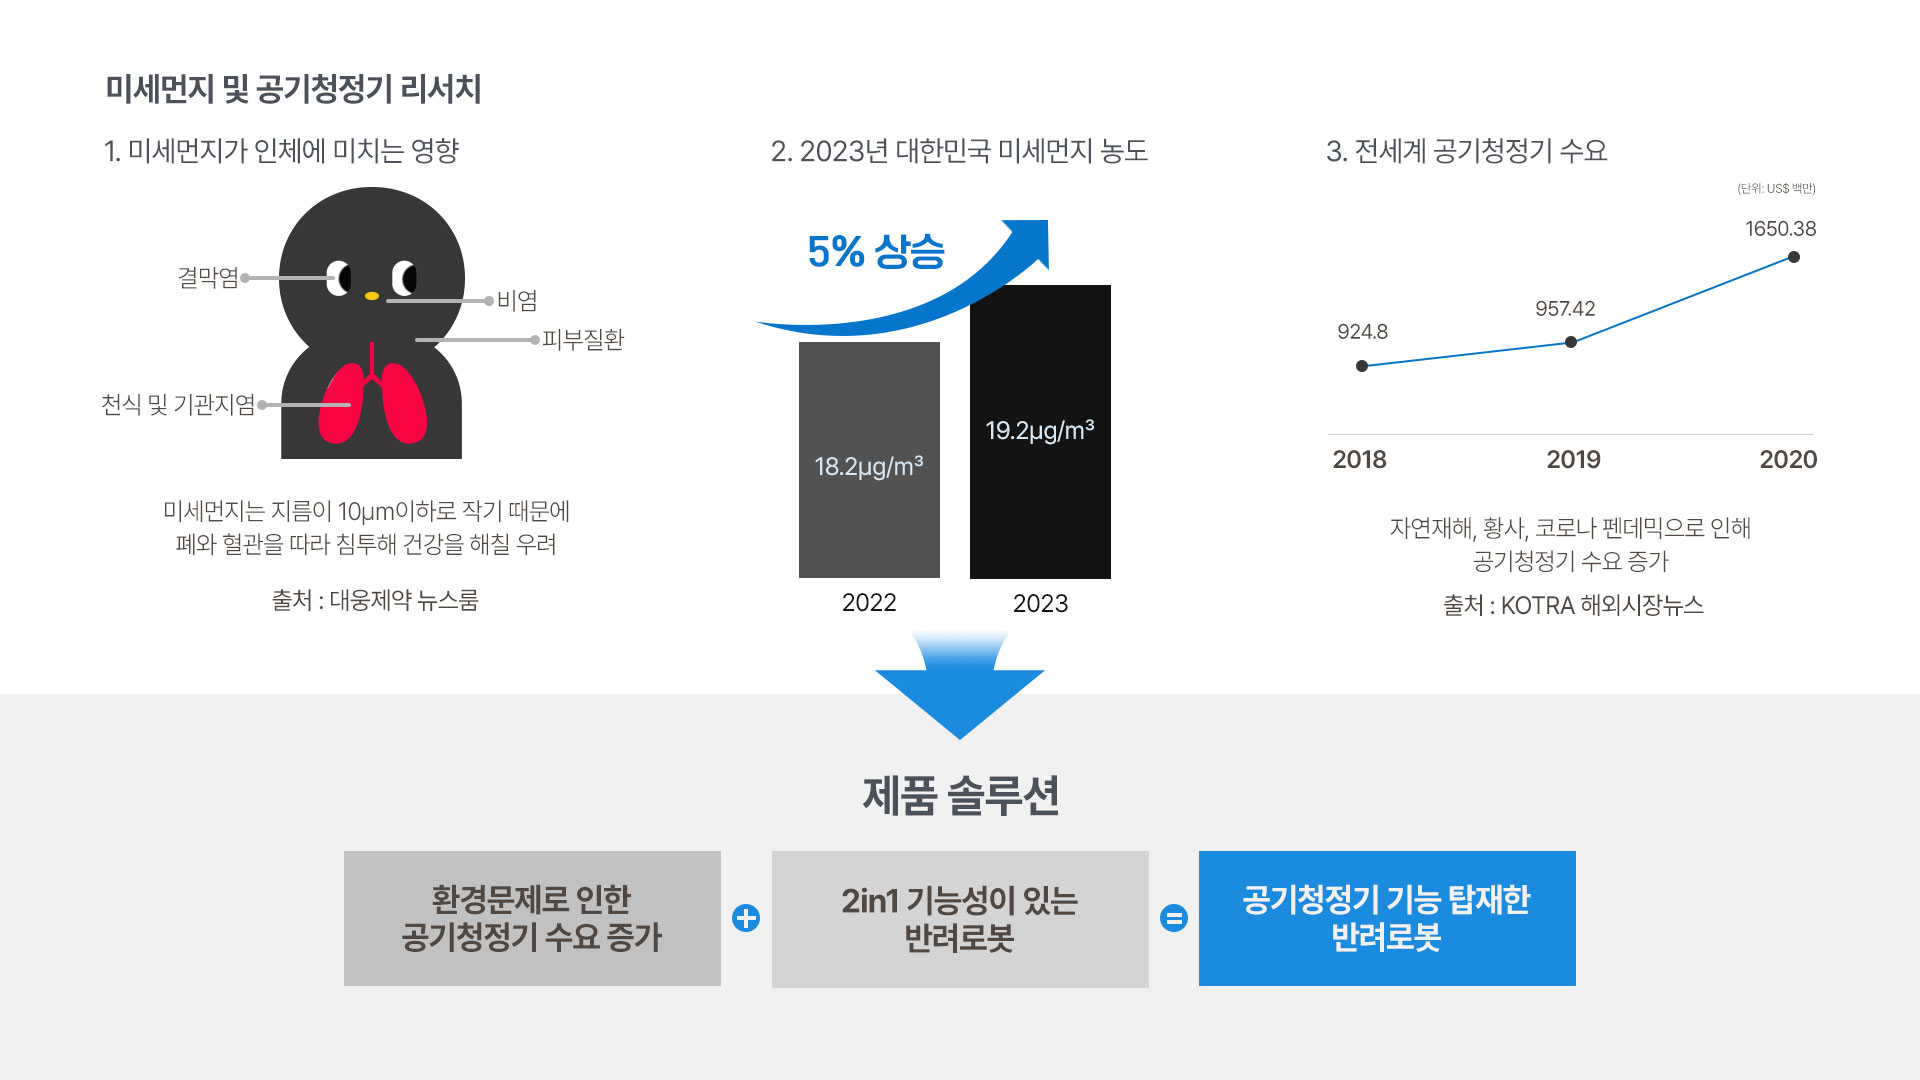 미세먼지 및 공기청정기 리서치
1. 미세먼지가 인체에 미치는 영향
결막염
비염
피부질환
천식 및 기관지염
미세먼지는 지름이 10μm이하로 작기 때문에
폐와 혈관을 따라 침투해 건강을 해칠 우려
출처 : 대웅제약 뉴스룸
2. 2023년 대한민국 미세먼지 농도
5% 상승
18.2μg/m³
19.2μg/m³
2022
2023
3. 전세계 공기청정기 수요
(단위: US$ 백만)
1650.38
957.42
924.8
2018
2019
2020
자연재해, 황사, 코로나 펜데믹으로 인해
공기청정기 수요 증가
출처 : KOTRA 해외시장뉴스
제품 솔루션
환경문제로 인한
공기청정기 수요 증가
+
2in1 기능성이 있는
반려로봇
=
공기청정기 기능 탑재한
반려로봇